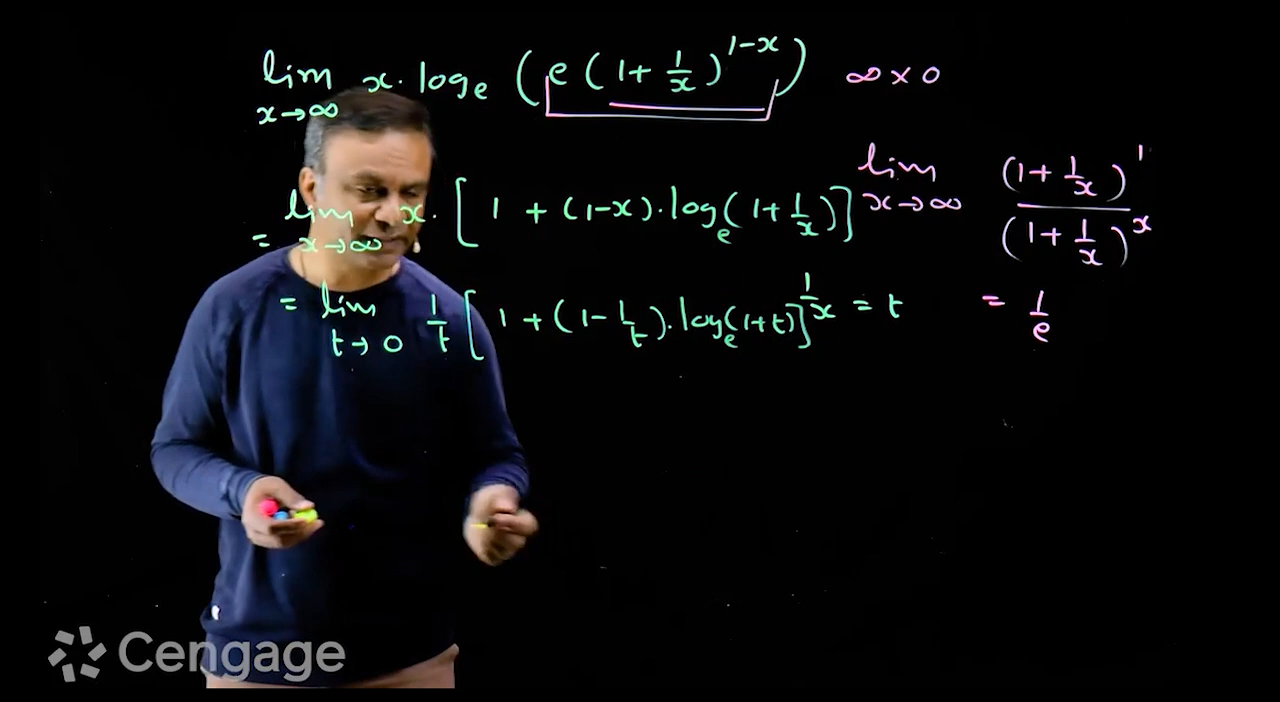 lim x→∞ x · logₑ ( e ( 1 + 1/x )^(1-x) ) ∞ × 0
= lim x→∞ x · [ 1 + (1-x) · logₑ( 1 + 1/x ) ]
lim x→∞ (1 + 1/x)^1 / (1 + 1/x)^x
= lim t→0 1/t [ 1 + (1 - 1/t) · logₑ(1+t) ] 1/x = t
= 1/e
Cengage